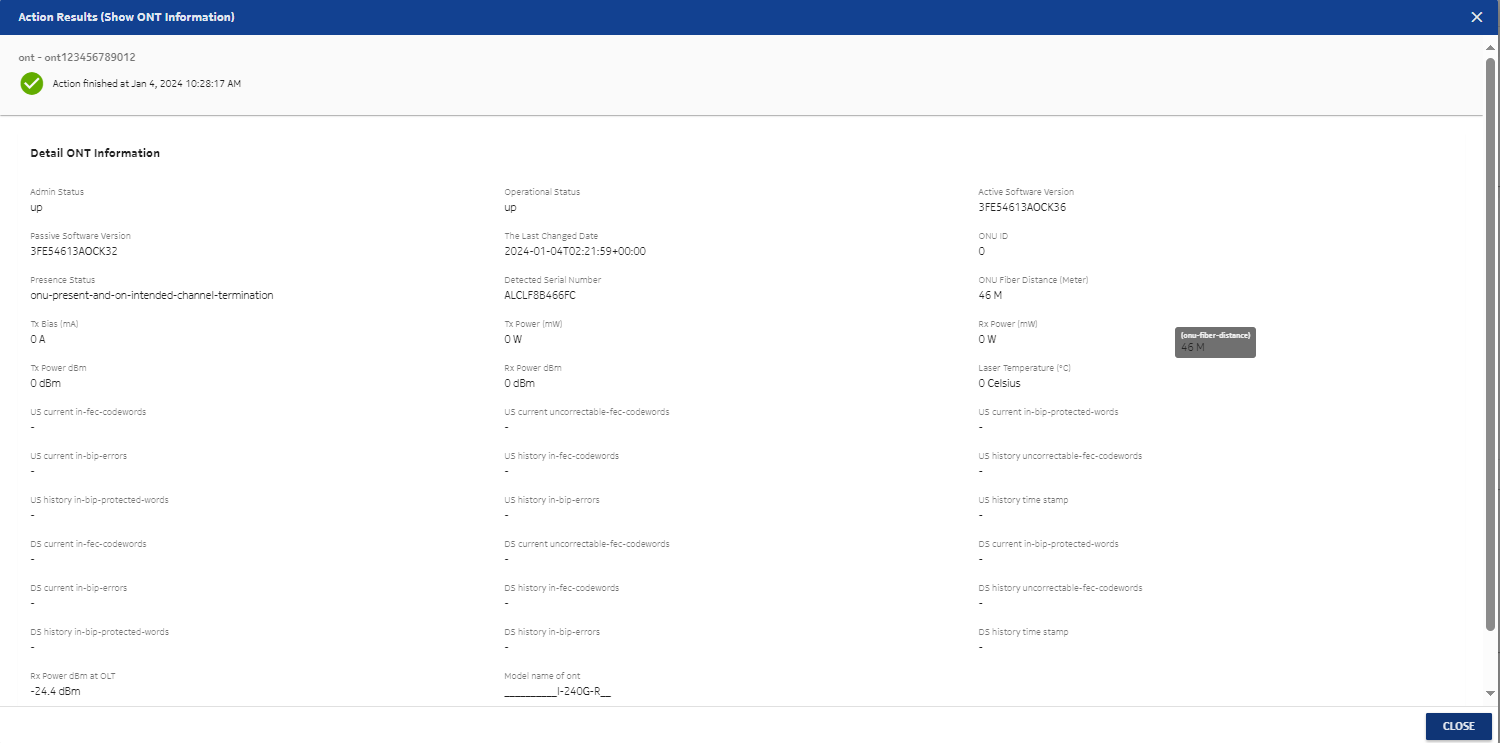 Action Results (Show ONT Information)
ont - ont123456789012
Action finished at Jan 4, 2024 10:28:17 AM
Detail ONT Information
Admin Status
up
Operational Status
up
Active Software Version
3FE54613AOCK36
Passive Software Version
3FE54613AOCK32
The Last Changed Date
2024-01-04T02:21:59+00:00
ONU ID
0
Presence Status
onu-present-and-on-intended-channel-termination
Detected Serial Number
ALCLF8B466FC
ONU Fiber Distance (Meter)
46 M
Tx Bias (mA)
0 A
Tx Power (mW)
0 W
Rx Power (mW)
0 W
(onu-fiber-distance)
46 M
Tx Power dBm
0 dBm
Rx Power dBm
0 dBm
Laser Temperature (°C)
0 Celsius
US current in-fec-codewords
-
US current uncorrectable-fec-codewords
-
US current in-bip-protected-words
-
US current in-bip-errors
-
US history in-fec-codewords
-
US history uncorrectable-fec-codewords
-
US history in-bip-protected-words
-
US history in-bip-errors
-
US history time stamp
-
DS current in-fec-codewords
-
DS current uncorrectable-fec-codewords
-
DS current in-bip-protected-words
-
DS current in-bip-errors
-
DS history in-fec-codewords
-
DS history uncorrectable-fec-codewords
-
DS history in-bip-protected-words
-
DS history in-bip-errors
-
DS history time stamp
-
Rx Power dBm at OLT
-24.4 dBm
Model name of ont
__________I-240G-R__
CLOSE